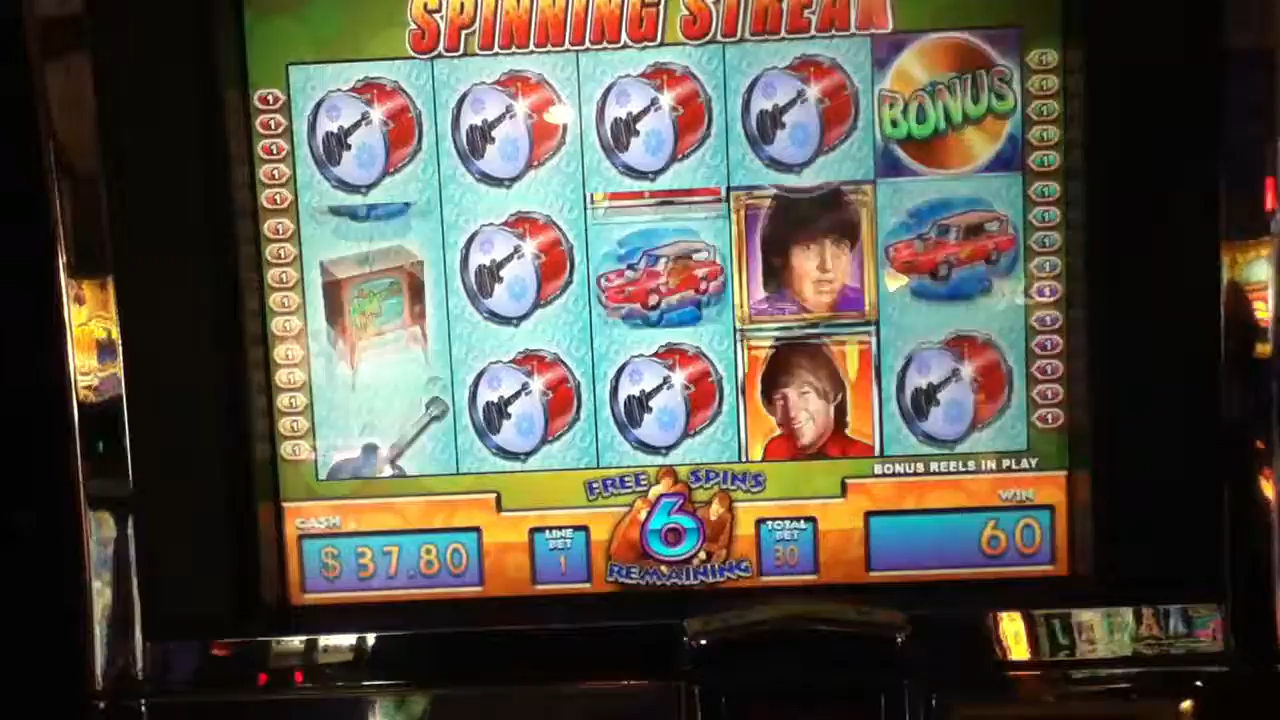 SPINNING STREAK
BONUS
BONUS REELS IN PLAY
FREE SPINS
6
REMAINING
CASH
$ 37.80
LINE BET
1
TOTAL BET
30
WIN
60